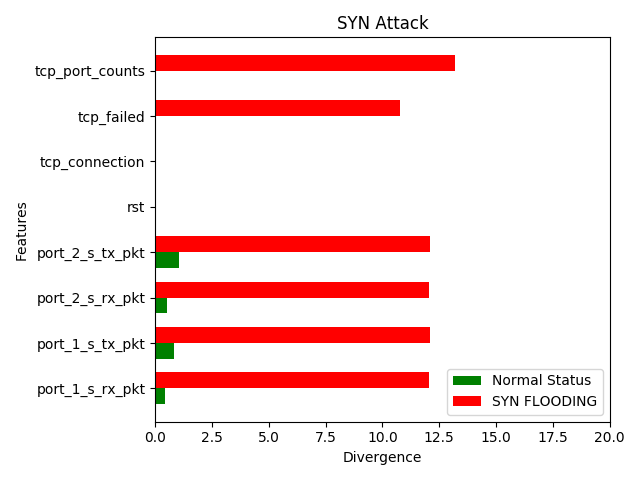 SYN Attack
tcp_port_counts
tcp_failed
tcp_connection
rst
port_2_s_tx_pkt
port_2_s_rx_pkt
port_1_s_tx_pkt
port_1_s_rx_pkt
Features
Normal Status
SYN FLOODING
0.0 2.5 5.0 7.5 10.0 12.5 15.0 17.5 20.0
Divergence